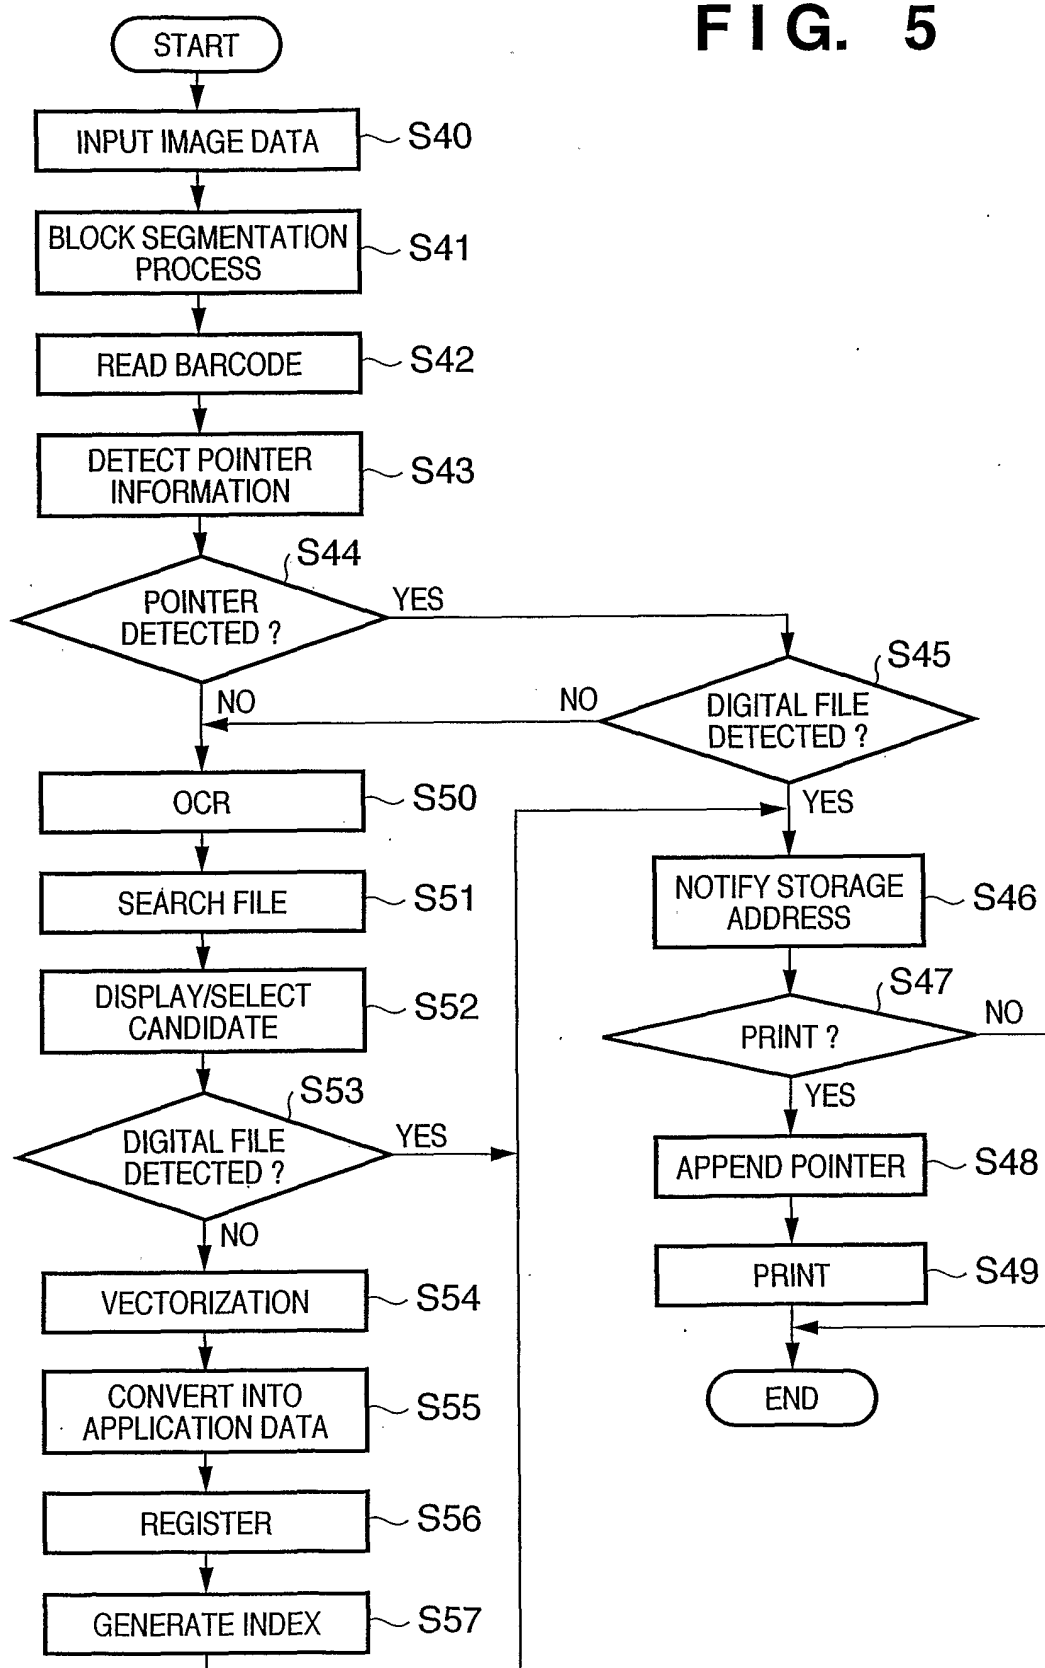 FIG. 5
START
INPUT IMAGE DATA
S40
BLOCK SEGMENTATION
PROCESS
S41
READ BARCODE
S42
DETECT POINTER
INFORMATION
S43
S44
POINTER
DETECTED ?
YES
NO
S45
DIGITAL FILE
DETECTED ?
NO
YES
OCR
S50
SEARCH FILE
S51
DISPLAY/SELECT
CANDIDATE
S52
S53
DIGITAL FILE
DETECTED ?
YES
NO
VECTORIZATION
S54
CONVERT INTO
APPLICATION DATA
S55
REGISTER
S56
GENERATE INDEX
S57
NOTIFY STORAGE
ADDRESS
S46
S47
PRINT ?
NO
YES
APPEND POINTER
S48
PRINT
S49
END